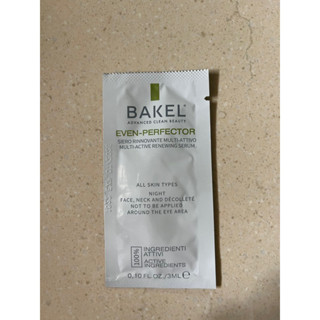 BAKEL
ADVANCED CLEAN BEAUTY
EVEN-PERFECTOR
SIERO RINNOVANTE MULTI-ATTIVO
MULTI-ACTIVE RENEWING SERUM
ALL SKIN TYPES
NIGHT
FACE, NECK AND DÉCOLLETÉ
NOT TO BE APPLIED
AROUND THE EYE AREA
100%
INGREDIENTI
ATTIVI
ACTIVE
INGREDIENTS
0.10 FL OZ / 3ML ℮